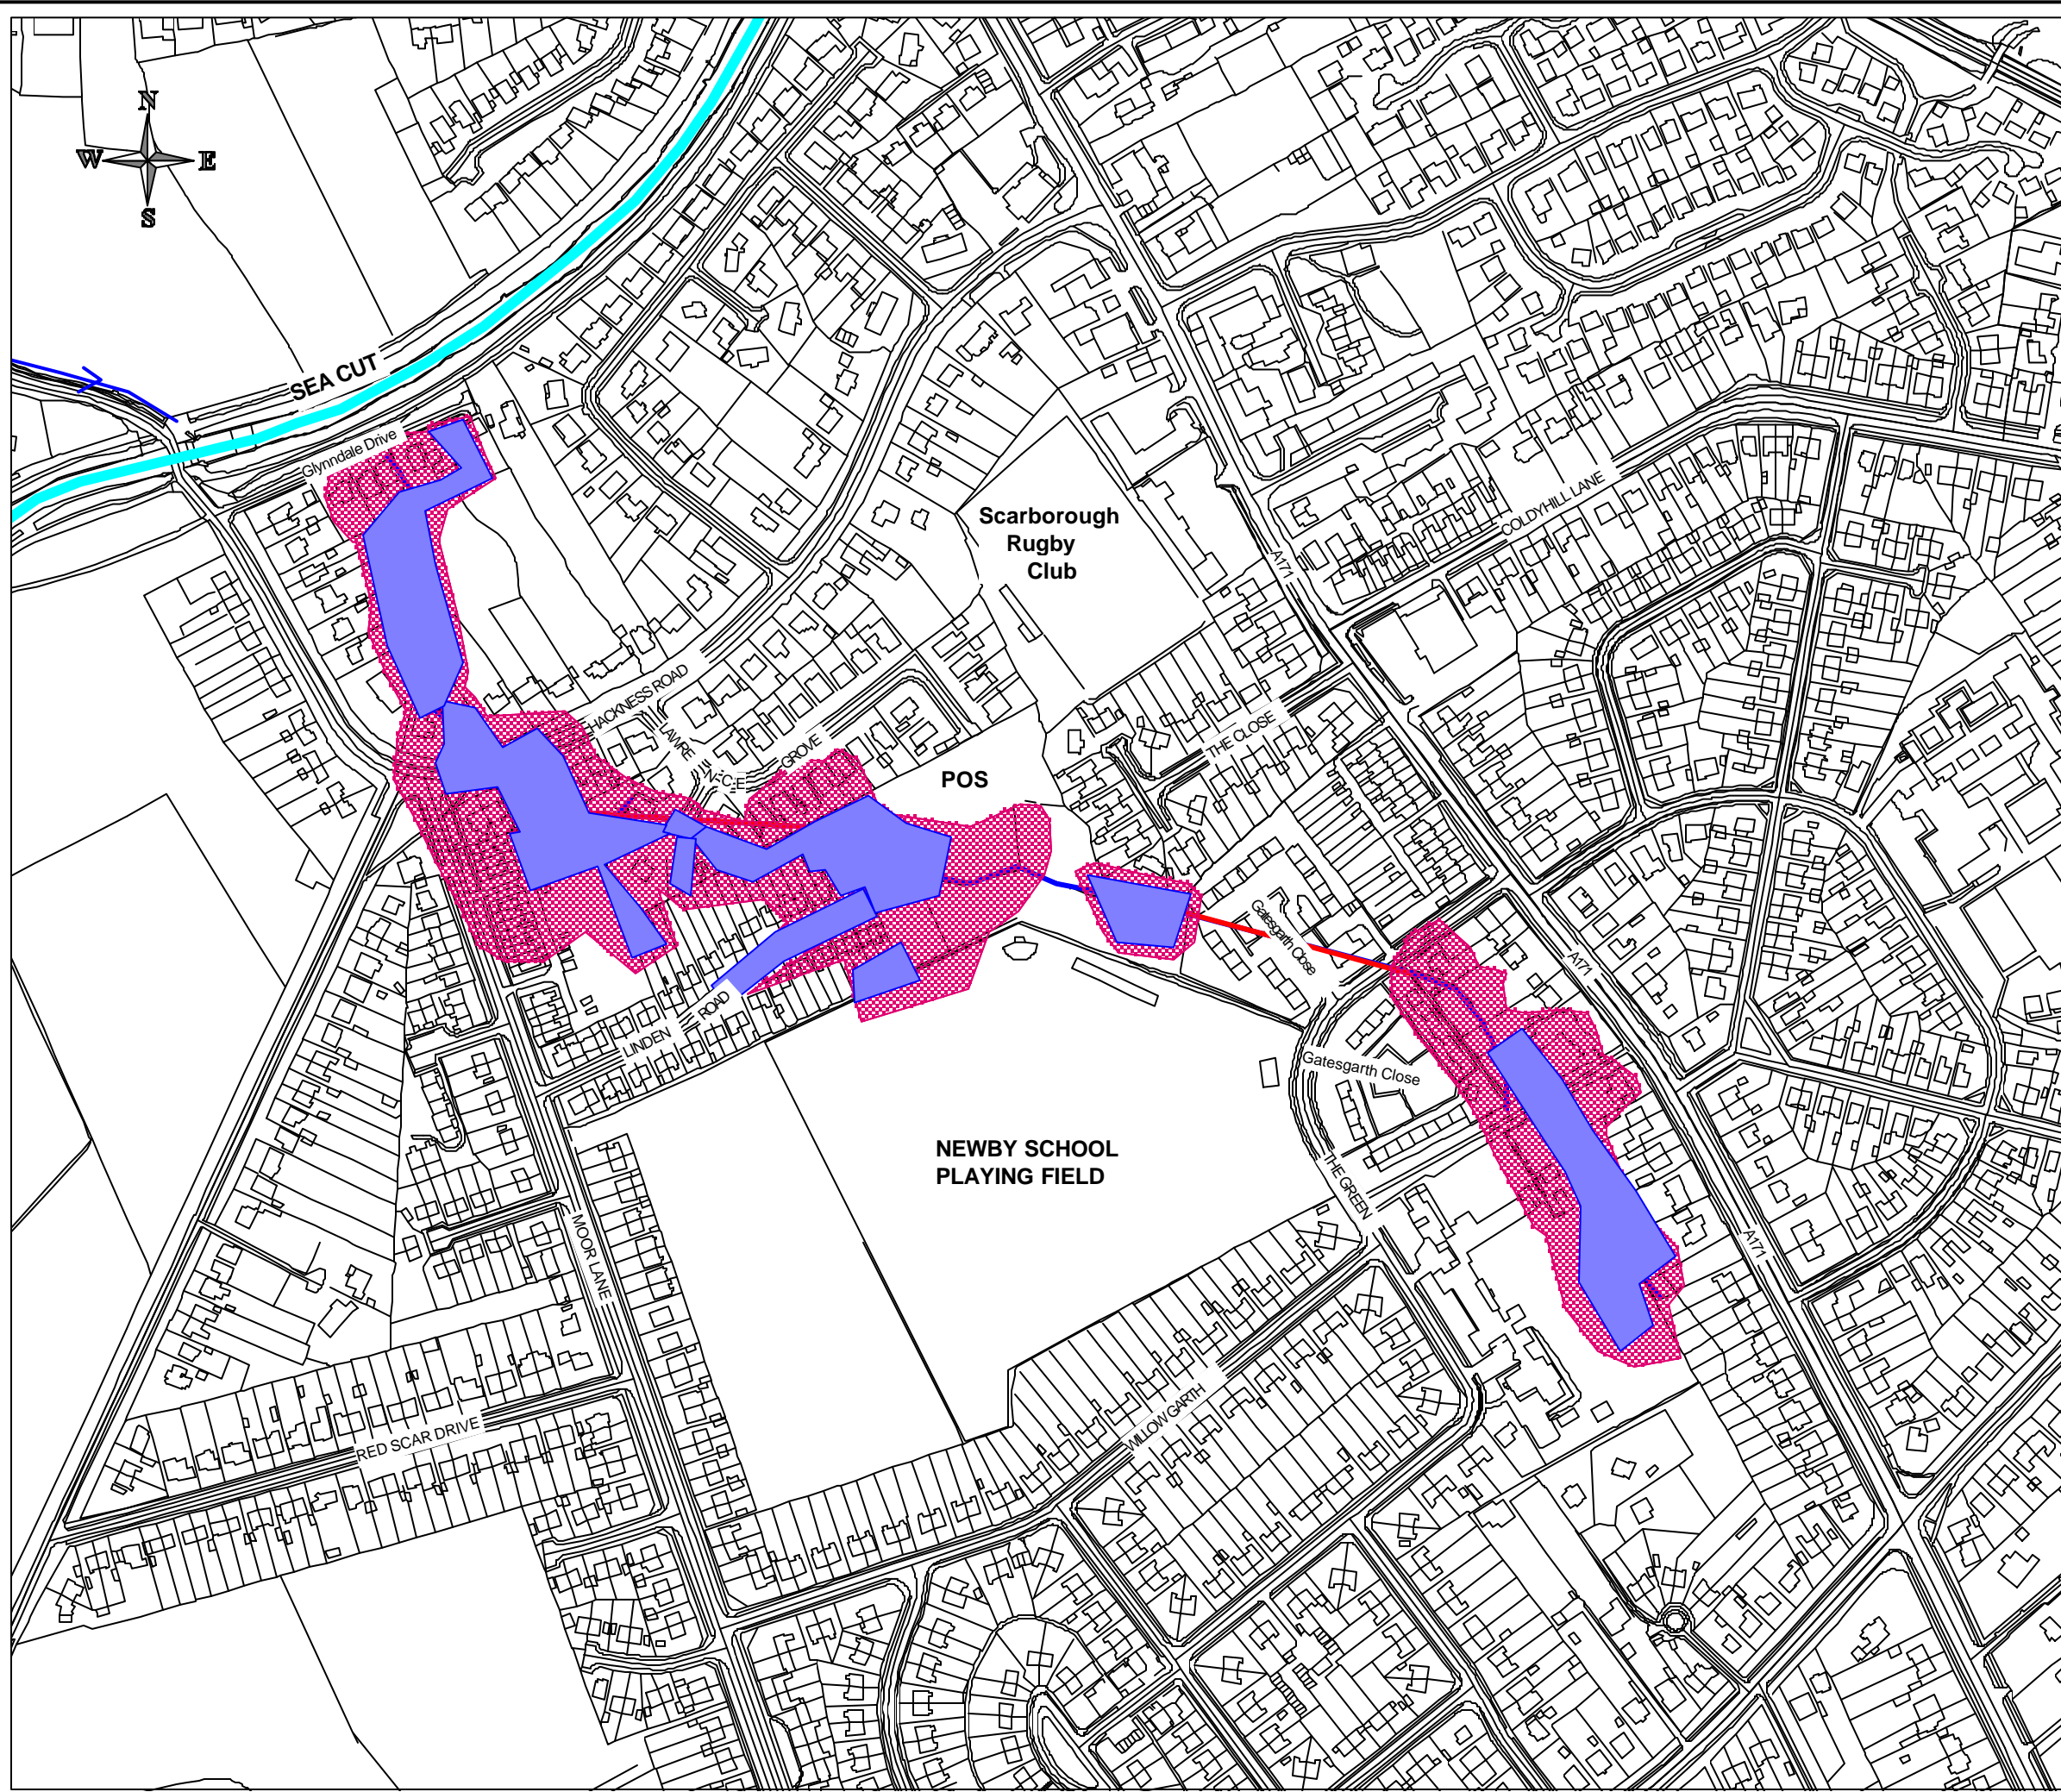 N
W E
S
SEA CUT
Glynndale Drive
Scarborough
Rugby
Club
A171
COLDYHILL LANE
HACKNESS ROAD
LAWRE
N-C-E
GROVE
THE CLOSE
POS
Gatesgarth Close
A171
LINDEN
ROAD
Gatesgarth Close
NEWBY SCHOOL
PLAYING FIELD
THE GREEN
MOOR LANE
A171
WILLOW GARTH
RED SCAR DRIVE